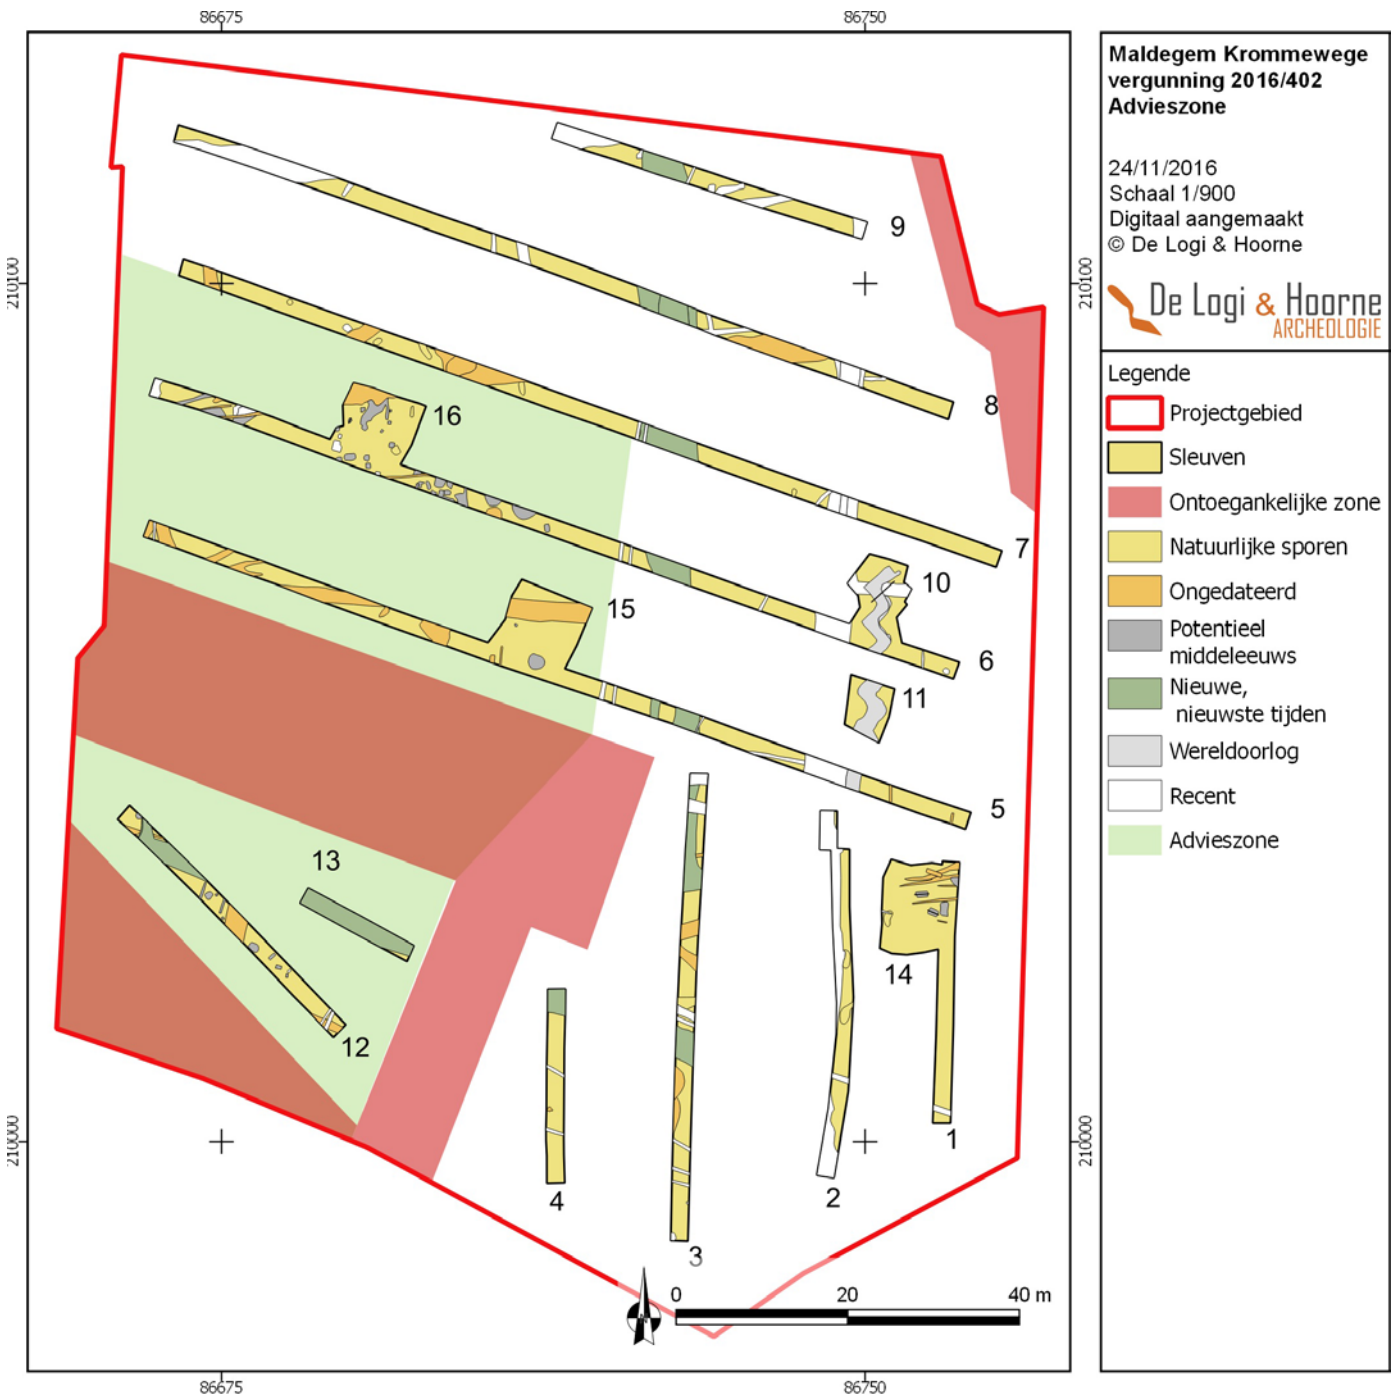 86675
86750
210100
210100
210000
210000
86675
86750
9
8
16
7
10
15
6
11
5
13
14
12
1
4
2
3
0
20
40 m
Maldegem Krommewege
vergunning 2016/402
Advieszone
24/11/2016
Schaal 1/900
Digitaal aangemaakt
© De Logi & Hoorne
De Logi & Hoorne
ARCHEOLOGIE
Legende
Projectgebied
Sleuven
Ontoegankelijke zone
Natuurlijke sporen
Ongedateerd
Potentieel
middeleeuws
Nieuwe,
nieuwste tijden
Wereldoorlog
Recent
Advieszone